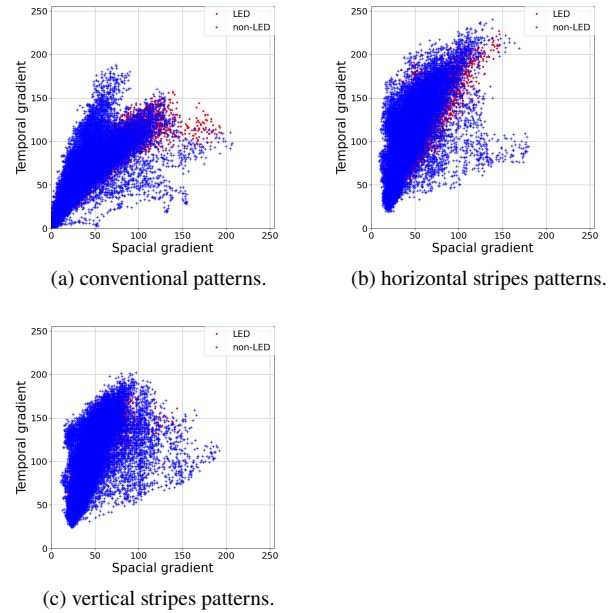 LED
non-LED
250
200
150
100
50
0
Temporal gradient
0 50 100 150 200 250
Spacial gradient
(a) conventional patterns.
LED
non-LED
250
200
150
100
50
0
Temporal gradient
0 50 100 150 200 250
Spacial gradient
(b) horizontal stripes patterns.
LED
non-LED
250
200
150
100
50
0
Temporal gradient
0 50 100 150 200 250
Spacial gradient
(c) vertical stripes patterns.